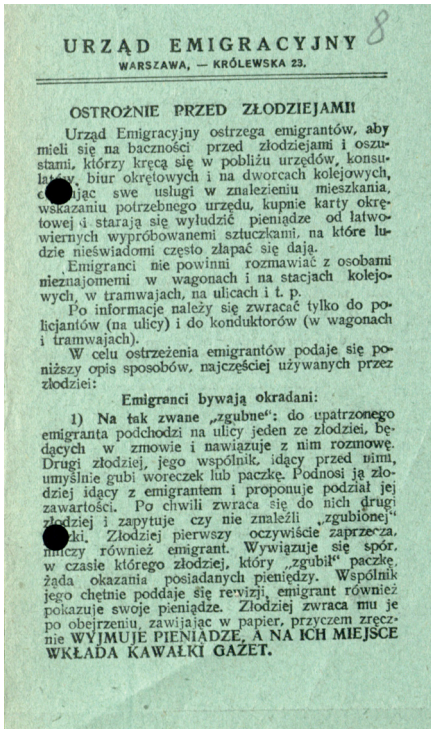 8
URZĄD EMIGRACYJNY
WARSZAWA, — KRÓLEWSKA 23.
OSTROŻNIE PRZED ZŁODZIEJAMI!
Urząd Emigracyjny ostrzega emigrantów, aby
mieli się na baczności przed złodziejami i oszu-
stami, którzy kręcą się w pobliżu urzędów, konsu-
latów, biur okrętowych i na dworcach kolejowych,
swe usługi w znalezieniu mieszkania,
wskazaniu potrzebnego urzędu, kupnie karty okrę-
towej i starają się wyłudzić pieniądze od łatwo-
wiernych wypróbowanemi sztuczkami, na które lu-
dzie nieświadomi często złapać się dają.
Emigranci nie powinni rozmawiać z osobami
nieznajomemi w wagonach i na stacjach kolejo-
wych, w tramwajach, na ulicach i t. p.
Po informacje należy się zwracać tylko do po-
licjantów (na ulicy) i do konduktorów (w wagonach
i tramwajach).
W celu ostrzeżenia emigrantów podaje się po-
niższy opis sposobów, najczęściej używanych przez
złodziei:
Emigranci bywają okradani:
1) Na tak zwane „zgubne“: do upatrzonego
emigranta podchodzi na ulicy jeden ze złodziei, bę-
dących w zmowie i nawiązuje z nim rozmowę.
Drugi złodziej, jego wspólnik, idący przed nimi,
umyślnie gubi woreczek lub paczkę. Podnosi ją zło-
dziej idący z emigrantem i proponuje podział jej
zawartości. Po chwili zwraca się do nich drugi
złodziej i zapytuje czy nie znaleźli „zgubionej“
Złodziej pierwszy oczywiście zaprzecza,
milczy również emigrant. Wywiązuje się spór,
w czasie którego złodziej, który „zgubił“ paczkę,
żąda okazania posiadanych pieniędzy. Wspólnik
jego chętnie poddaje się rewizji, emigrant również
pokazuje swoje pieniądze. Złodziej zwraca mu je
po obejrzeniu, zawijając w papier, przyczem zręcz-
nie WYJMUJE PIENIĄDZE, A NA ICH MIEJSCE
WKŁADA KAWAŁKI GAZET.